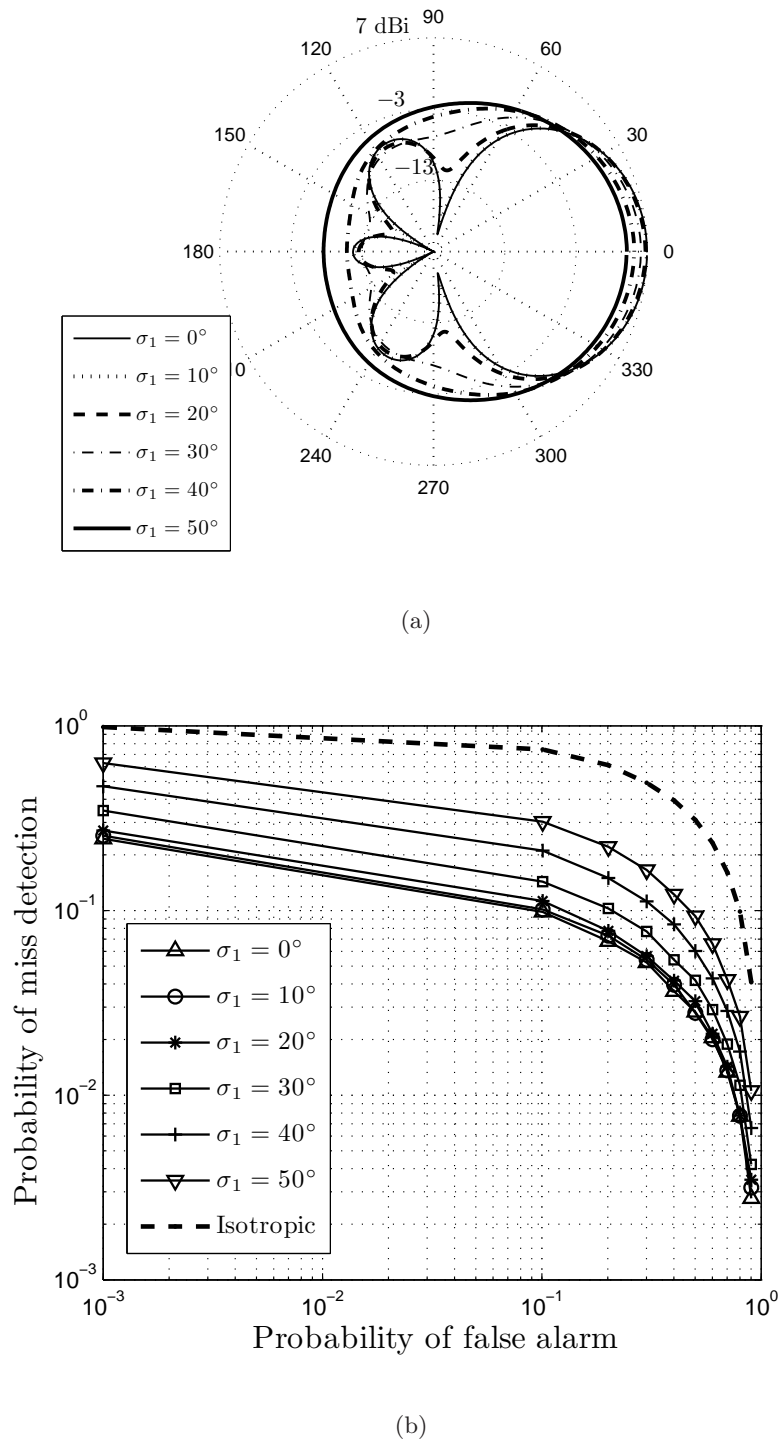 7 dBi
90
120
60
−3
150
30
−13
180
0
0
330
240
300
270
σ₁ = 0°
σ₁ = 10°
σ₁ = 20°
σ₁ = 30°
σ₁ = 40°
σ₁ = 50°
(a)
10⁰
10⁻¹
10⁻²
10⁻³
Probability of miss detection
σ₁ = 0°
σ₁ = 10°
σ₁ = 20°
σ₁ = 30°
σ₁ = 40°
σ₁ = 50°
Isotropic
10⁻³
10⁻²
10⁻¹
10⁰
Probability of false alarm
(b)